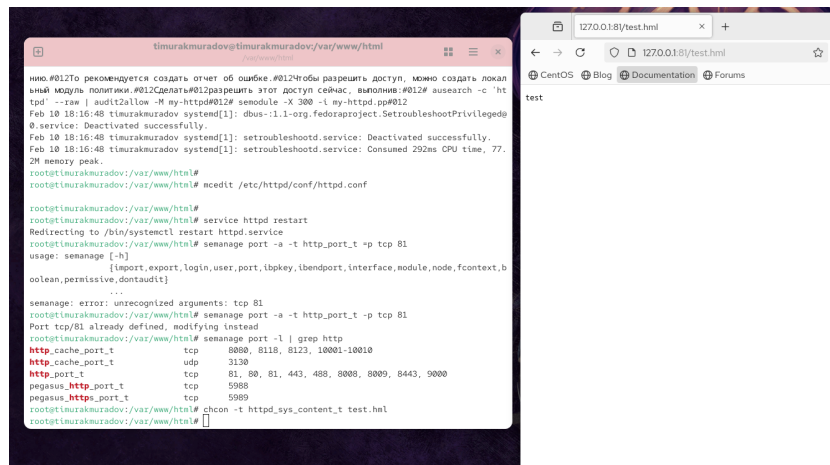 timurakmuradov@timurakmuradov:/var/www/html
/var/www/html
нию.#012То рекомендуется создать отчет об ошибке.#012Чтобы разрешить доступ, можно создать локал
ьный модуль политики.#012Сделать#012разрешить этот доступ сейчас, выполнив:#012# ausearch -c 'ht
tpd' --raw | audit2allow -M my-httpd#012# semodule -X 300 -i my-httpd.pp#012
Feb 10 18:16:48 timurakmuradov systemd[1]: dbus-:1.1-org.fedoraproject.SetroubleshootPrivileged@
0.service: Deactivated successfully.
Feb 10 18:16:48 timurakmuradov systemd[1]: setroubleshootd.service: Deactivated successfully.
Feb 10 18:16:48 timurakmuradov systemd[1]: setroubleshootd.service: Consumed 292ms CPU time, 77.
2M memory peak.
root@timurakmuradov:/var/www/html#
root@timurakmuradov:/var/www/html# mcedit /etc/httpd/conf/httpd.conf
root@timurakmuradov:/var/www/html#
root@timurakmuradov:/var/www/html# service httpd restart
Redirecting to /bin/systemctl restart httpd.service
root@timurakmuradov:/var/www/html# semanage port -a -t http_port_t =p tcp 81
usage: semanage [-h]
{import,export,login,user,port,ibpkey,ibendport,interface,module,node,fcontext,b
oolean,permissive,dontaudit}
...
semanage: error: unrecognized arguments: tcp 81
root@timurakmuradov:/var/www/html# semanage port -a -t http_port_t -p tcp 81
Port tcp/81 already defined, modifying instead
root@timurakmuradov:/var/www/html# semanage port -l | grep http
http_cache_port_t tcp 8080, 8118, 8123, 10001-10010
http_cache_port_t udp 3130
http_port_t tcp 81, 80, 81, 443, 488, 8008, 8009, 8443, 9000
pegasus_http_port_t tcp 5988
pegasus_https_port_t tcp 5989
root@timurakmuradov:/var/www/html# chcon -t httpd_sys_content_t test.hml
root@timurakmuradov:/var/www/html#
127.0.0.1:81/test.hml
127.0.0.1:81/test.hml
CentOS Blog Documentation Forums
test